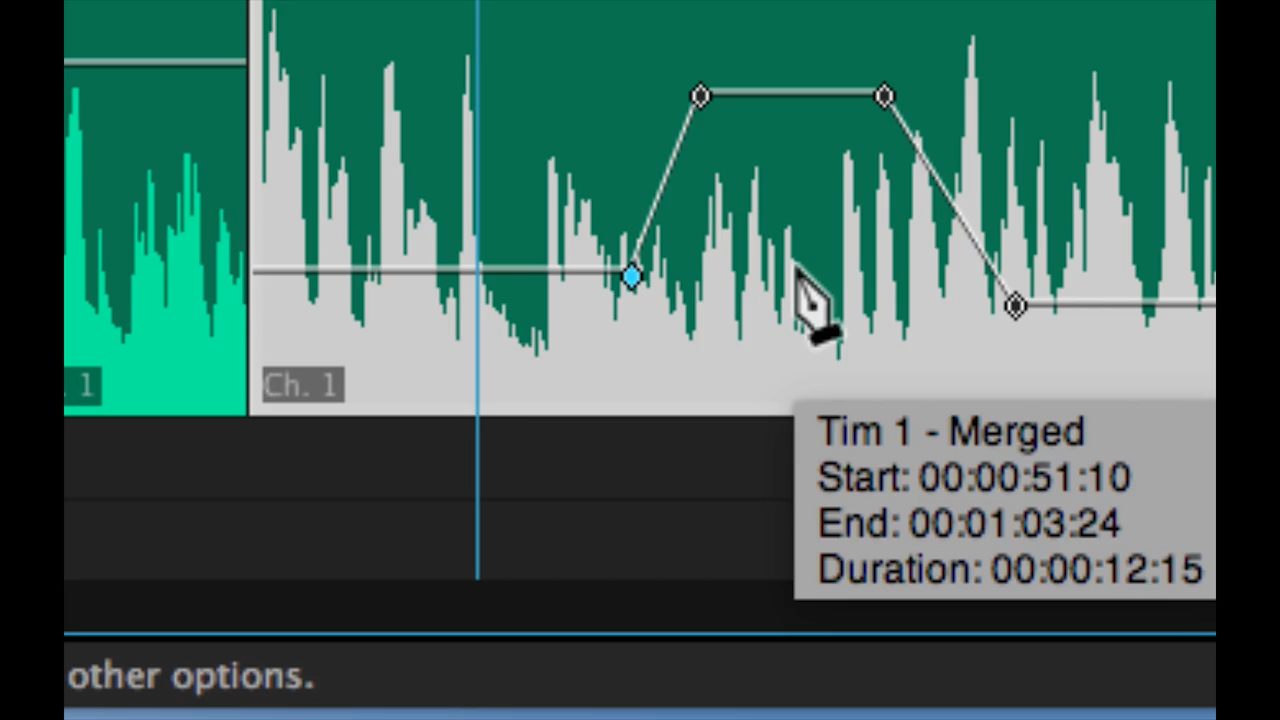 . 1
Ch. 1
Tim 1 - Merged
Start: 00:00:51:10
End: 00:01:03:24
Duration: 00:00:12:15
other options.